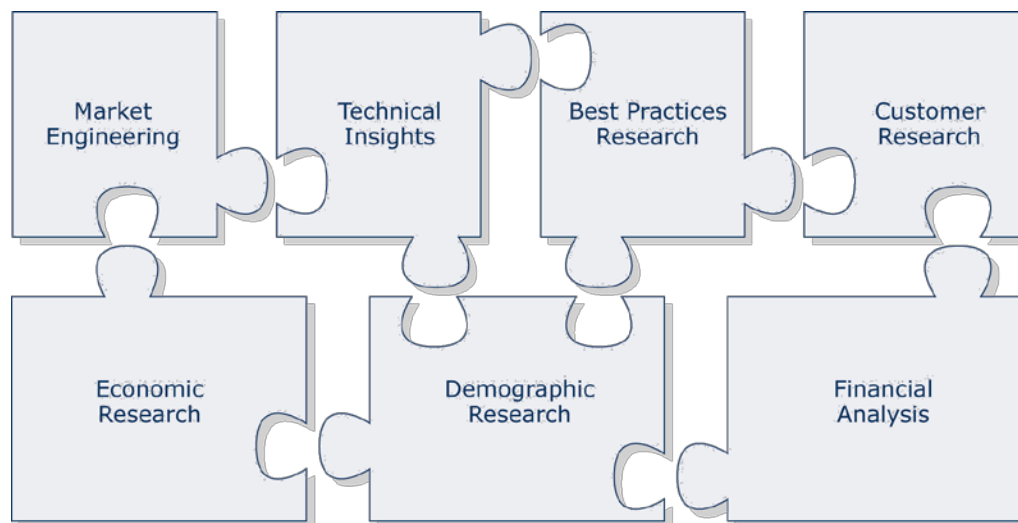 Market
Engineering
Technical
Insights
Best Practices
Research
Customer
Research
Economic
Research
Demographic
Research
Financial
Analysis